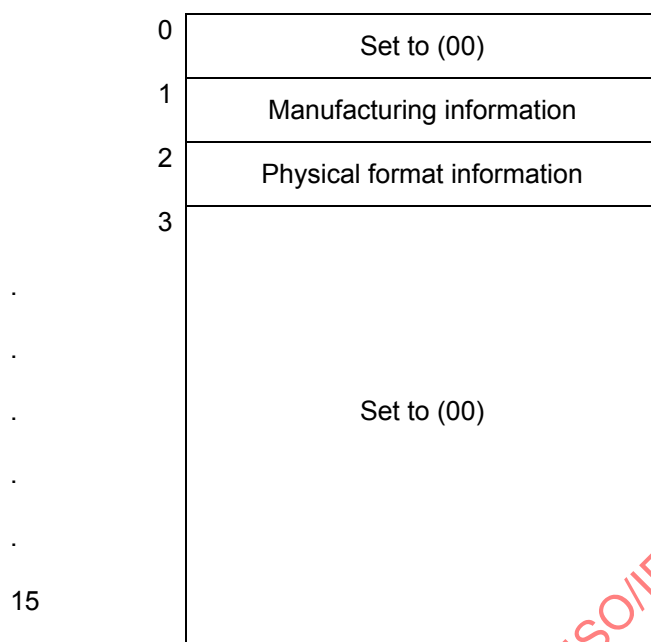 0
Set to (00)
1
Manufacturing information
2
Physical format information
3
.
.
.
Set to (00)
.
.
15